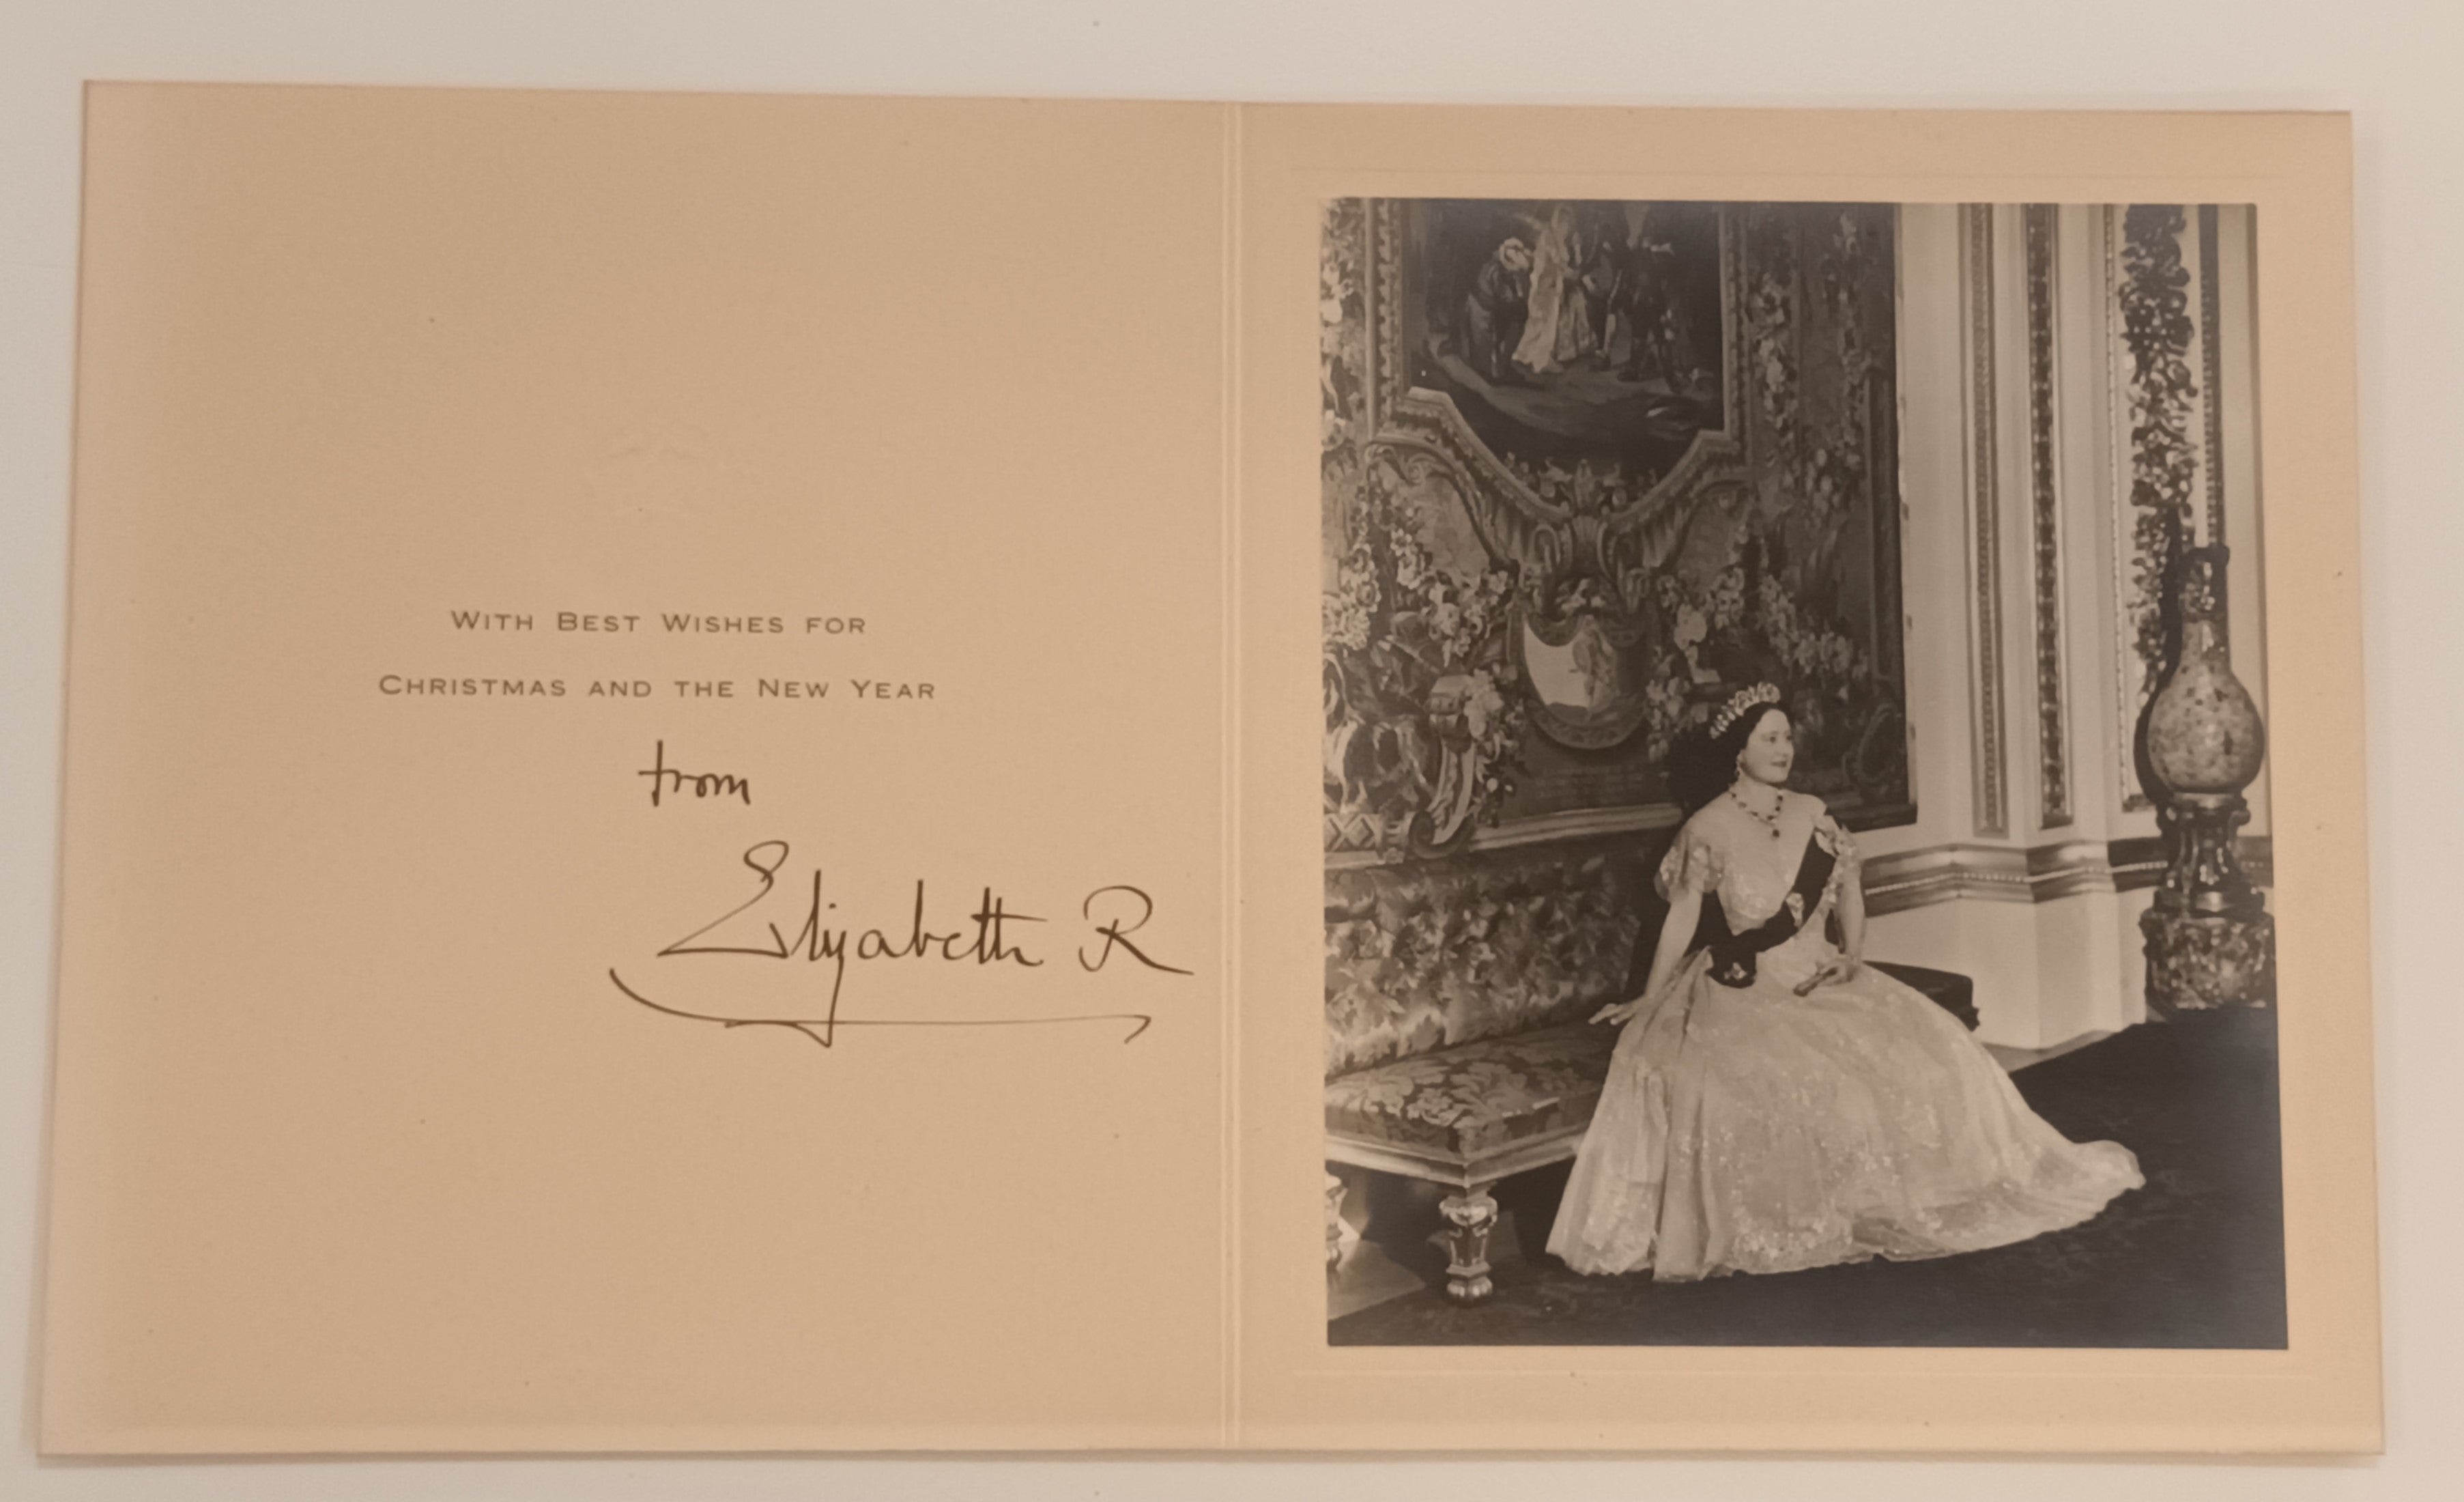 WITH BEST WISHES FOR
CHRISTMAS AND THE NEW YEAR
from
Elizabeth R